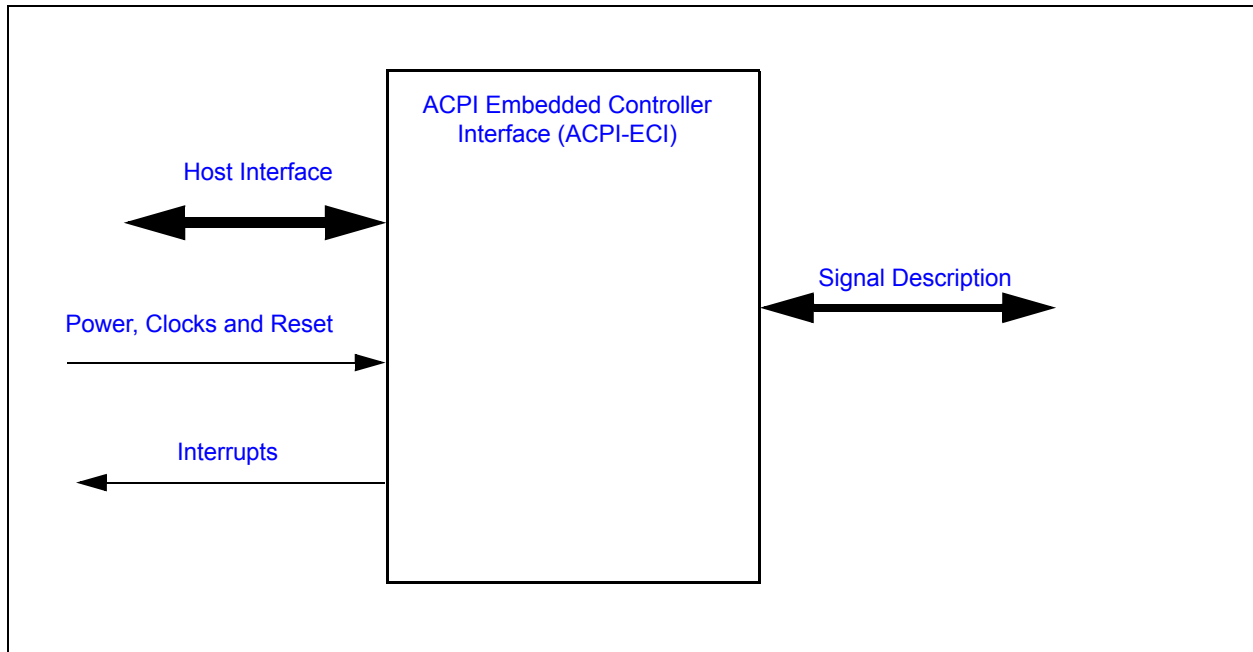 ACPI Embedded Controller
Interface (ACPI-ECI)
Host Interface
Signal Description
Power, Clocks and Reset
Interrupts